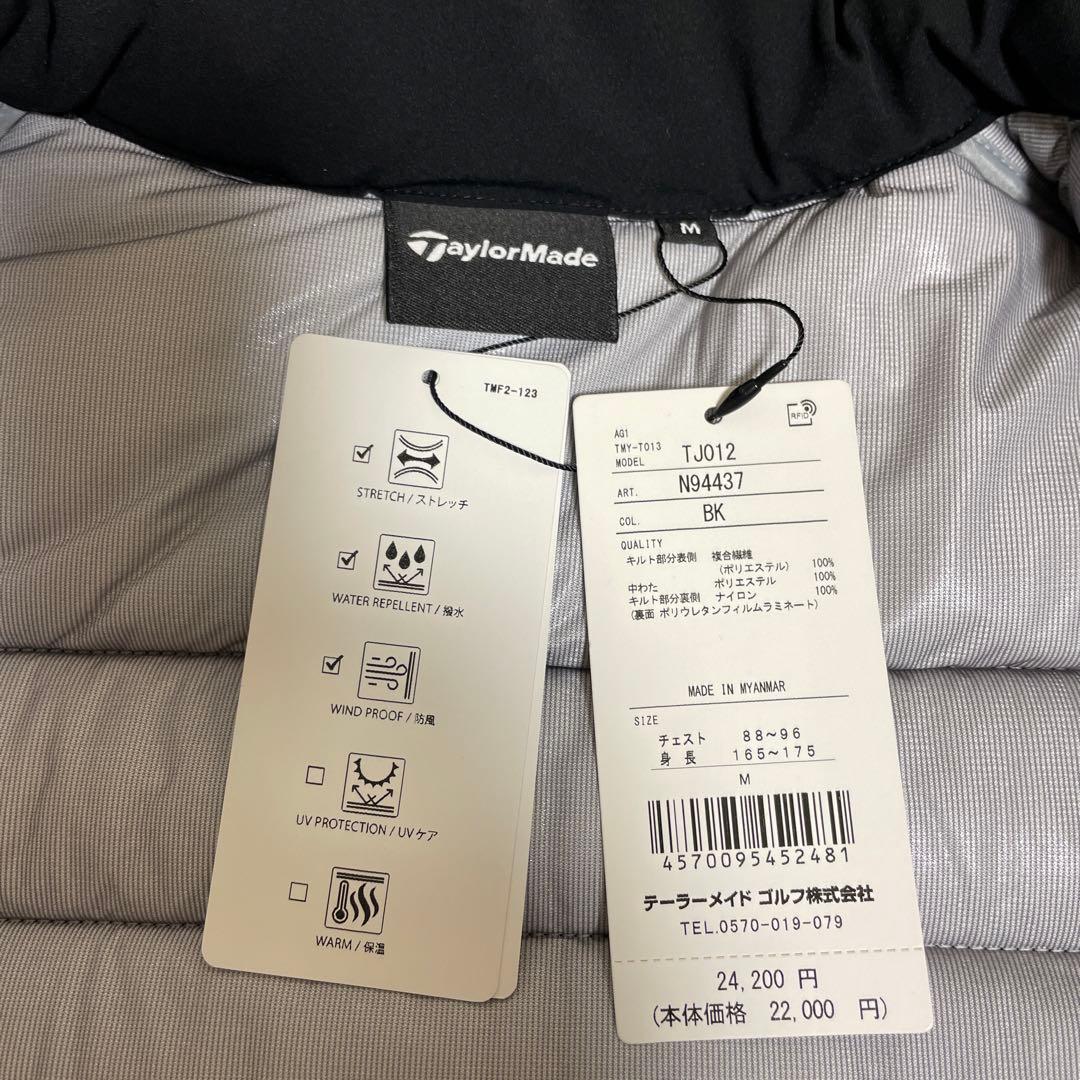 TaylorMade
M
TMF2-123
STRETCH / ストレッチ
WATER REPELLENT / 撥水
WIND PROOF / 防風
UV PROTECTION / UVケア
WARM / 保温
RFID
AG1
TMY-T013
MODEL TJ012
ART. N94437
COL. BK
QUALITY
キルト部分表側 複合繊維
(ポリエステル) 100%
中わた ポリエステル 100%
キルト部分裏側 ナイロン 100%
(裏面 ポリウレタンフィルムラミネート)
MADE IN MYANMAR
SIZE
チェスト 88~96
身長 165~175
M
4570095452481
テーラーメイド ゴルフ株式会社
TEL.0570-019-079
24,200 円
(本体価格 22,000 円)